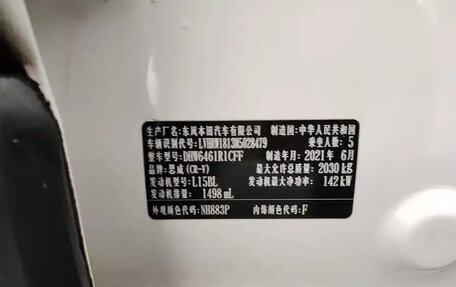 生产厂名:东风本田汽车有限公司 制造国:中华人民共和国
车辆识别代号:LVHRW1813M5028479 乘坐人数:5
整车型号:DHW6461R1CFF 制造年月:2021年 6月
品牌:思威(CR-V) 最大允许总质量:2030 kg
发动机型号:L15BL 发动机最大净功率:142 kW
发动机排量:1498 mL
外观颜色代码:NH883P 内饰颜色代码:F